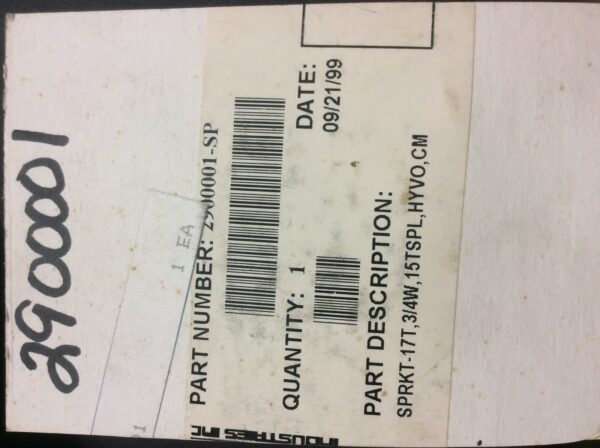 2900001
1 EA
PART NUMBER: 2900001-SP
QUANTITY: 1
DATE:
09/21/99
PART DESCRIPTION:
SPRKT-17T,3/4W,15TSPL,HYVO,CM
INDUSTRIES INC